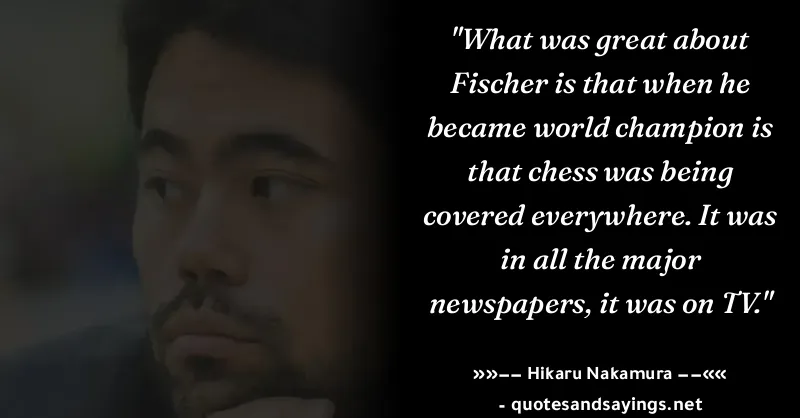 "What was great about
Fischer is that when he
became world champion is
that chess was being
covered everywhere. It was
in all the major
newspapers, it was on TV."
»»–– Hikaru Nakamura ––««
- quotesandsayings.net